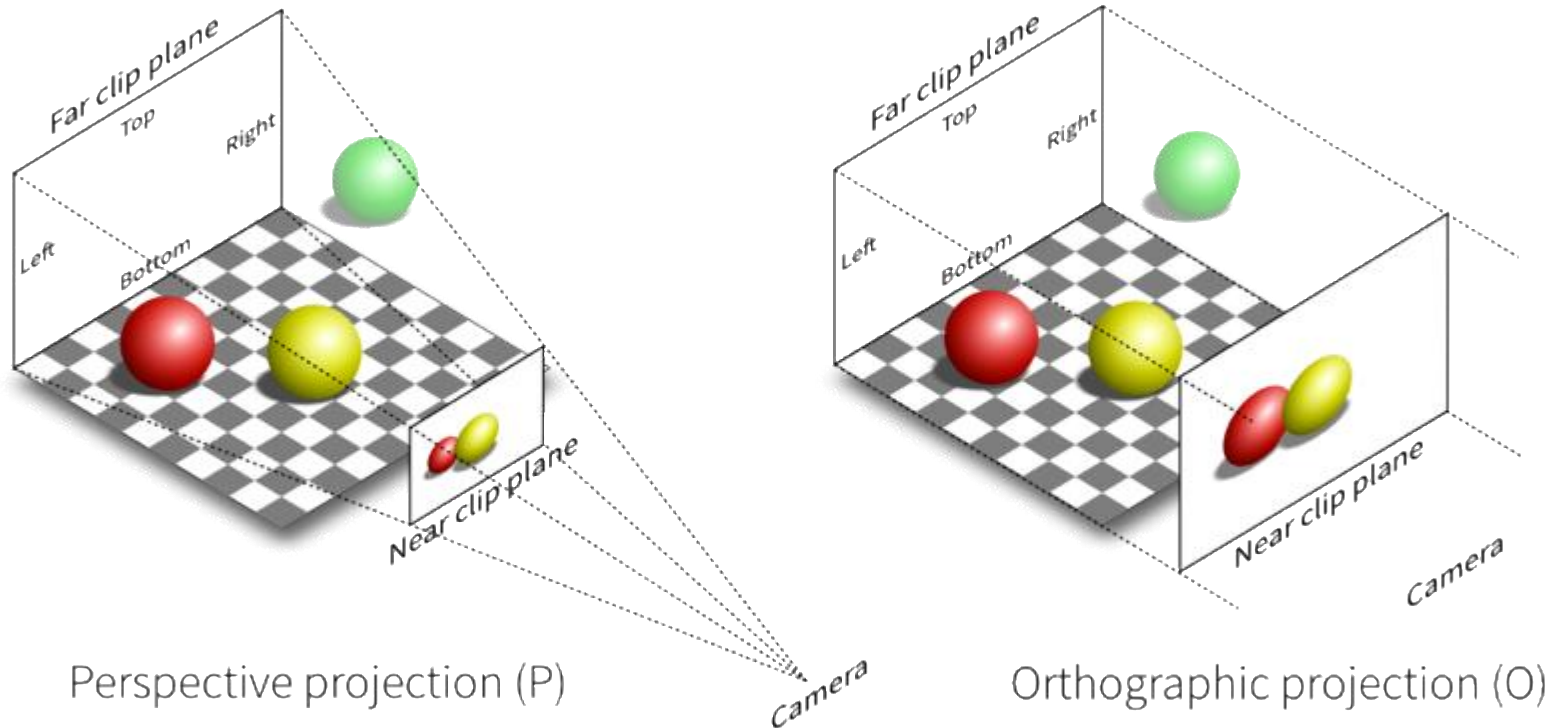 Far clip plane
Top
Right
Left
Bottom
Near clip plane
Camera
Perspective projection (P)
Far clip plane
Top
Right
Left
Bottom
Near clip plane
Camera
Orthographic projection (O)